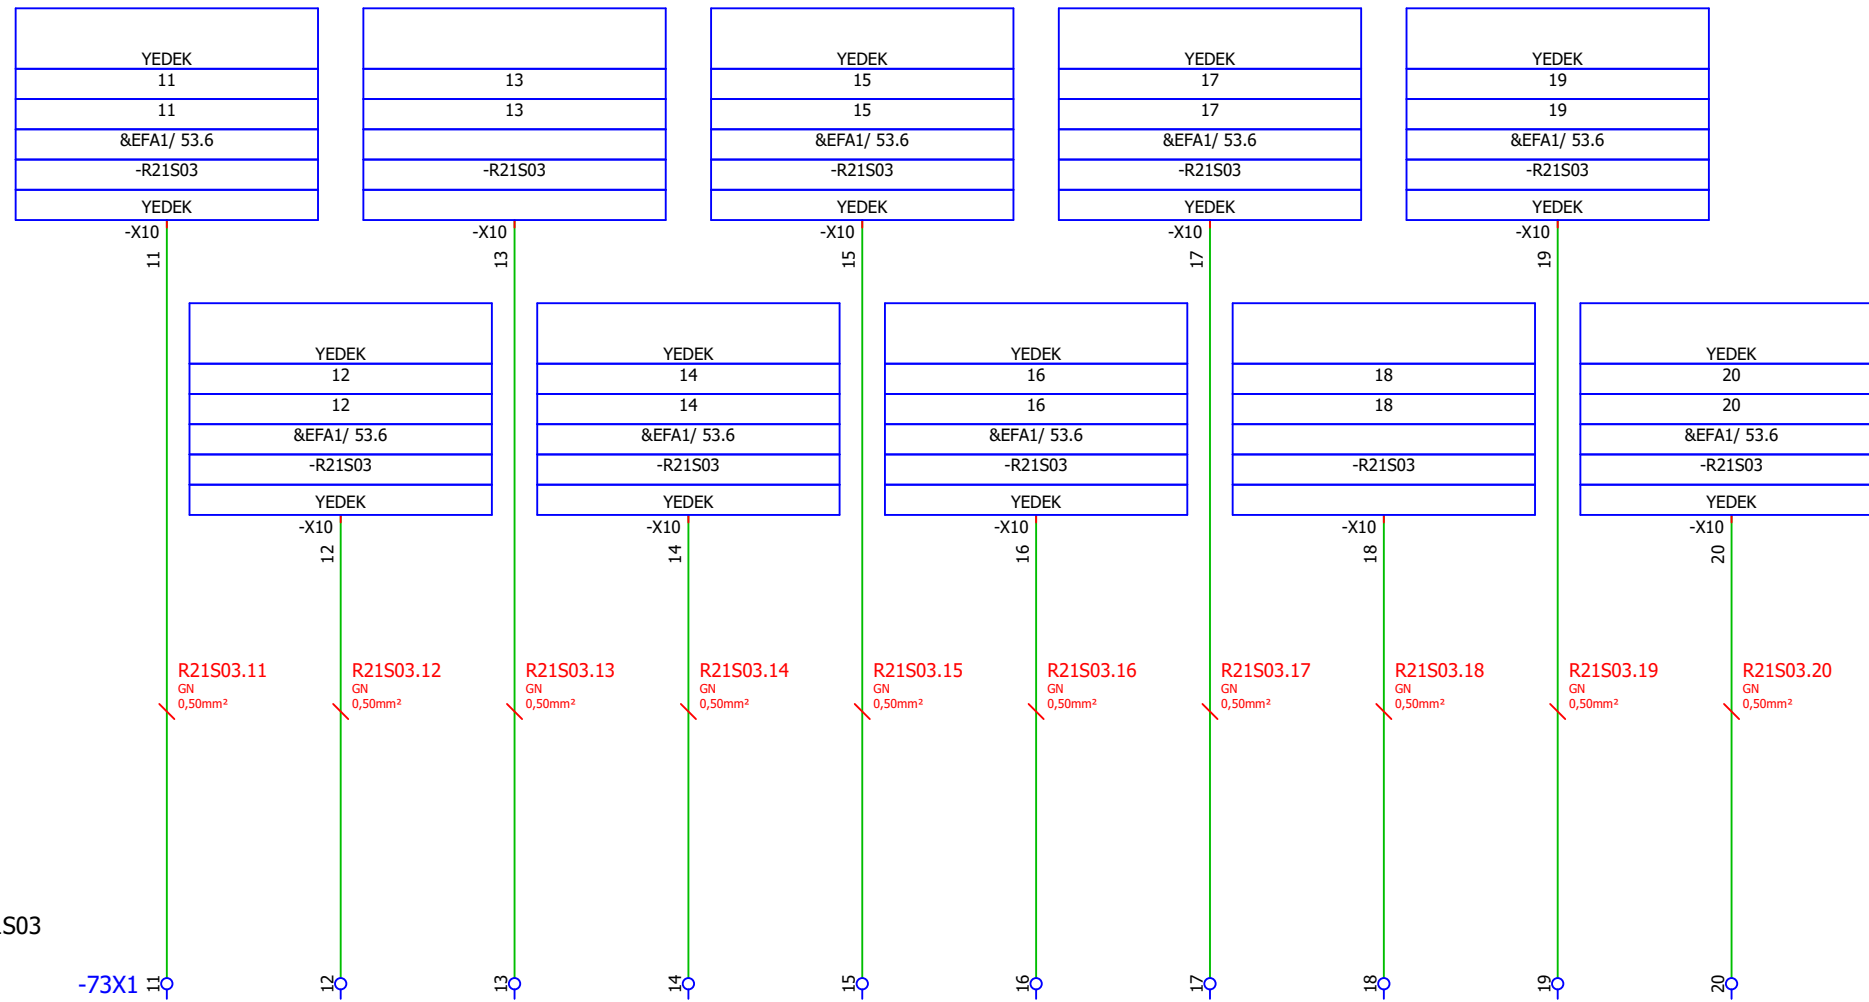 YEDEK
11
11
&EFA1/ 53.6
-R21S03
YEDEK
-X10
11
13
13
-R21S03
-X10
13
YEDEK
15
15
&EFA1/ 53.6
-R21S03
YEDEK
-X10
15
YEDEK
17
17
&EFA1/ 53.6
-R21S03
YEDEK
-X10
17
YEDEK
19
19
&EFA1/ 53.6
-R21S03
YEDEK
-X10
19
YEDEK
12
12
&EFA1/ 53.6
-R21S03
YEDEK
-X10
12
YEDEK
14
14
&EFA1/ 53.6
-R21S03
YEDEK
-X10
14
YEDEK
16
16
&EFA1/ 53.6
-R21S03
YEDEK
-X10
16
18
18
-R21S03
-X10
18
YEDEK
20
20
&EFA1/ 53.6
-R21S03
YEDEK
-X10
20
R21S03.11
GN
0,50mm²
R21S03.12
GN
0,50mm²
R21S03.13
GN
0,50mm²
R21S03.14
GN
0,50mm²
R21S03.15
GN
0,50mm²
R21S03.16
GN
0,50mm²
R21S03.17
GN
0,50mm²
R21S03.18
GN
0,50mm²
R21S03.19
GN
0,50mm²
R21S03.20
GN
0,50mm²
S03
-73X1
11
12
13
14
15
16
17
18
19
20